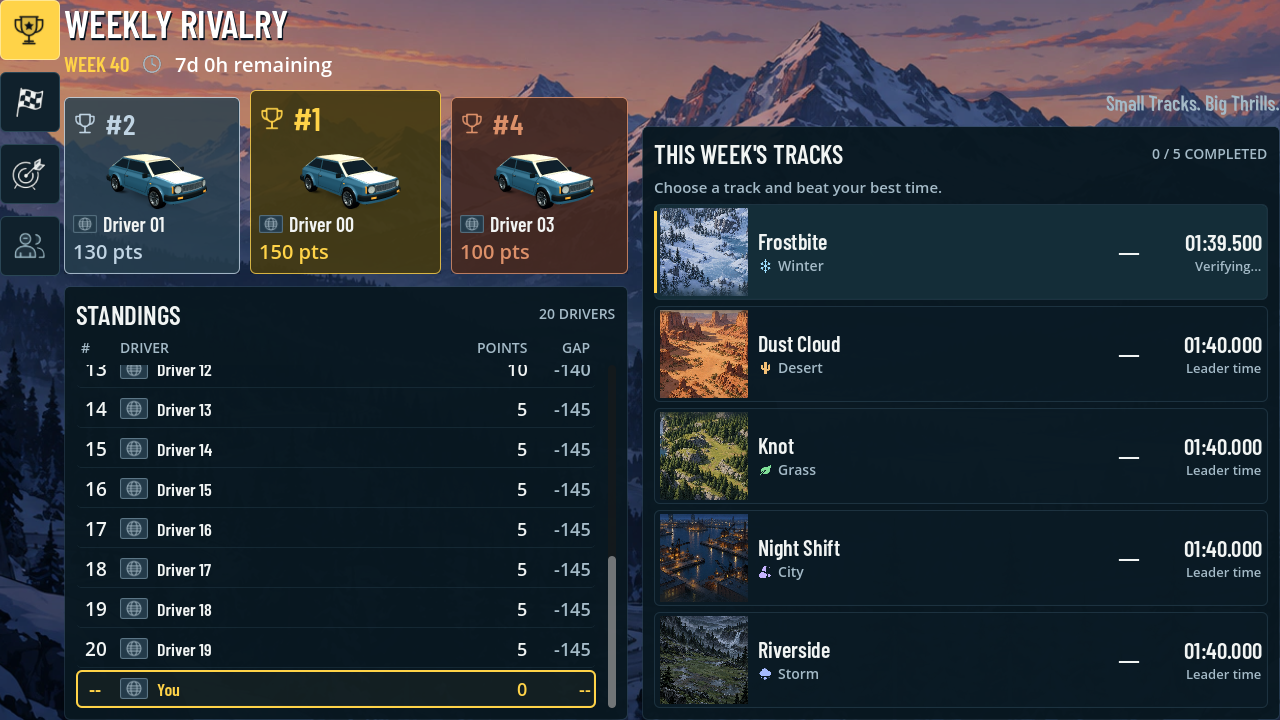 WEEKLY RIVALRY
WEEK 40 7d 0h remaining
Small Tracks. Big Thrills.
#2
Driver 01
130 pts
#1
Driver 00
150 pts
#4
Driver 03
100 pts
STANDINGS
20 DRIVERS
# DRIVER POINTS GAP
13 Driver 12 10 -140
14 Driver 13 5 -145
15 Driver 14 5 -145
16 Driver 15 5 -145
17 Driver 16 5 -145
18 Driver 17 5 -145
19 Driver 18 5 -145
20 Driver 19 5 -145
-- You 0 --
THIS WEEK'S TRACKS
0 / 5 COMPLETED
Choose a track and beat your best time.
Frostbite
Winter
—
01:39.500
Verifying...
Dust Cloud
Desert
—
01:40.000
Leader time
Knot
Grass
—
01:40.000
Leader time
Night Shift
City
—
01:40.000
Leader time
Riverside
Storm
—
01:40.000
Leader time